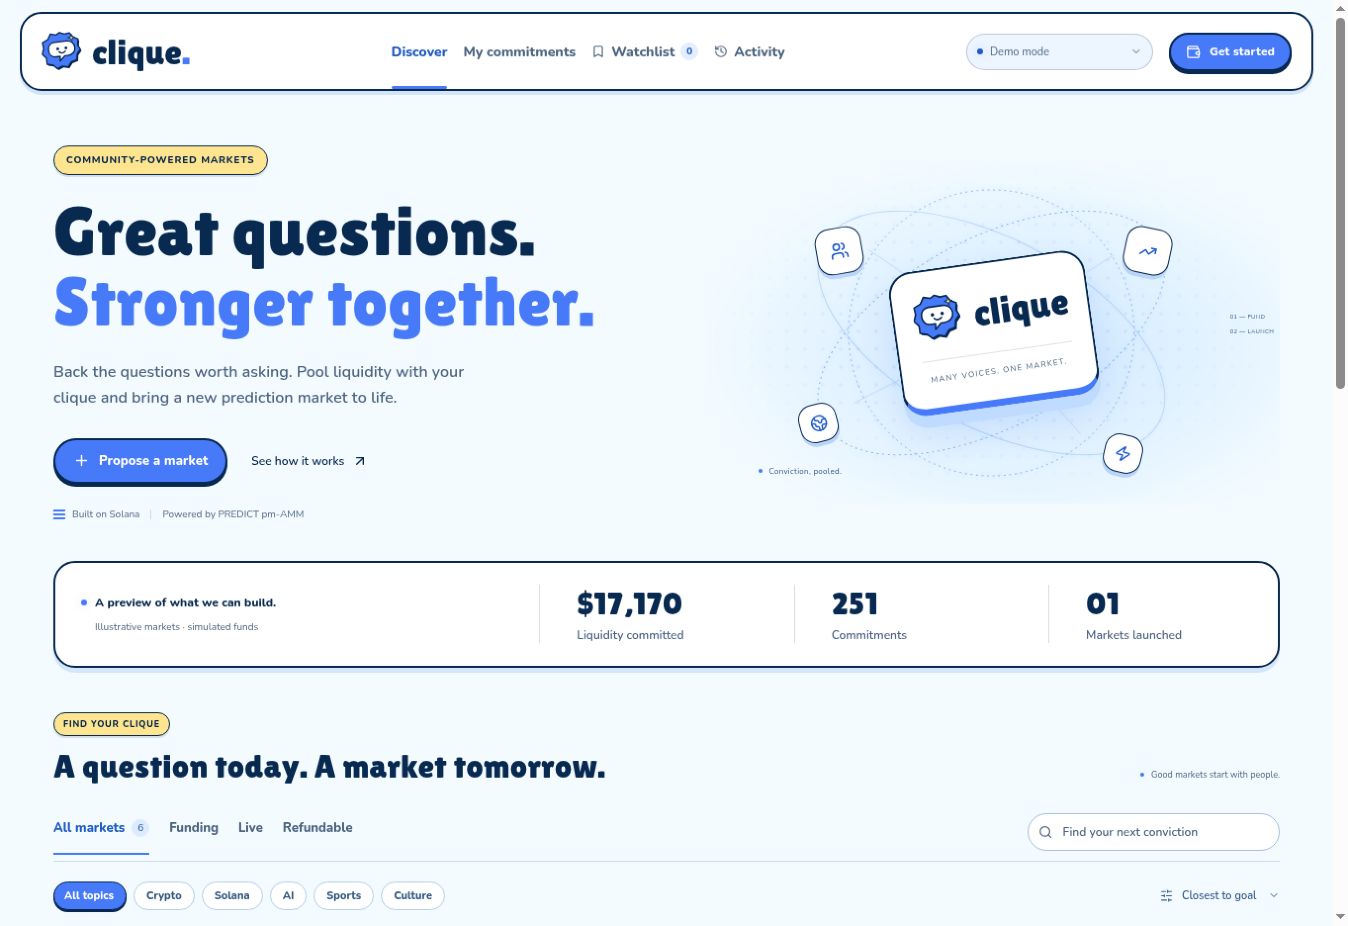 clique.
Discover
My commitments
Watchlist 0
Activity
Demo mode
Get started
COMMUNITY-POWERED MARKETS
Great questions.
Stronger together.
Back the questions worth asking. Pool liquidity with your
clique and bring a new prediction market to life.
Propose a market
See how it works
Built on Solana
Powered by PREDICT pm-AMM
clique
MANY VOICES. ONE MARKET.
01 — FUND
02 — LAUNCH
Conviction, pooled.
A preview of what we can build.
Illustrative markets · simulated funds
$17,170
Liquidity committed
251
Commitments
01
Markets launched
FIND YOUR CLIQUE
A question today. A market tomorrow.
Good markets start with people.
All markets 6
Funding
Live
Refundable
Find your next conviction
All topics
Crypto
Solana
AI
Sports
Culture
Closest to goal